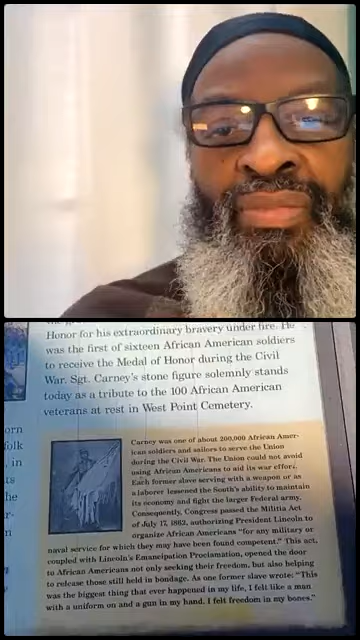 Honor for his extraordinary bravery under fire. He
was the first of sixteen African American soldiers
to receive the Medal of Honor during the Civil
War. Sgt. Carney's stone figure solemnly stands
today as a tribute to the 100 African American
veterans at rest in West Point Cemetery.
orn
folk
, in
ts
he
r-
n
Carney was one of about 200,000 African Amer-
ican soldiers and sailors to serve the Union
during the Civil War. The Union could not avoid
using African Americans to aid its war effort.
Each former slave serving with a weapon or as
a laborer lessened the South's ability to maintain
its economy and fight the larger Federal army.
Consequently, Congress passed the Militia Act
of July 17, 1862, authorizing President Lincoln to
organize African Americans "for any military or
naval service for which they may have been found competent." This act,
coupled with Lincoln's Emancipation Proclamation, opened the door
to African Americans not only seeking their freedom, but also helping
to release those still held in bondage. As one former slave wrote: "This
was the biggest thing that ever happened in my life, I felt like a man
with a uniform on and a gun in my hand. I felt freedom in my bones."